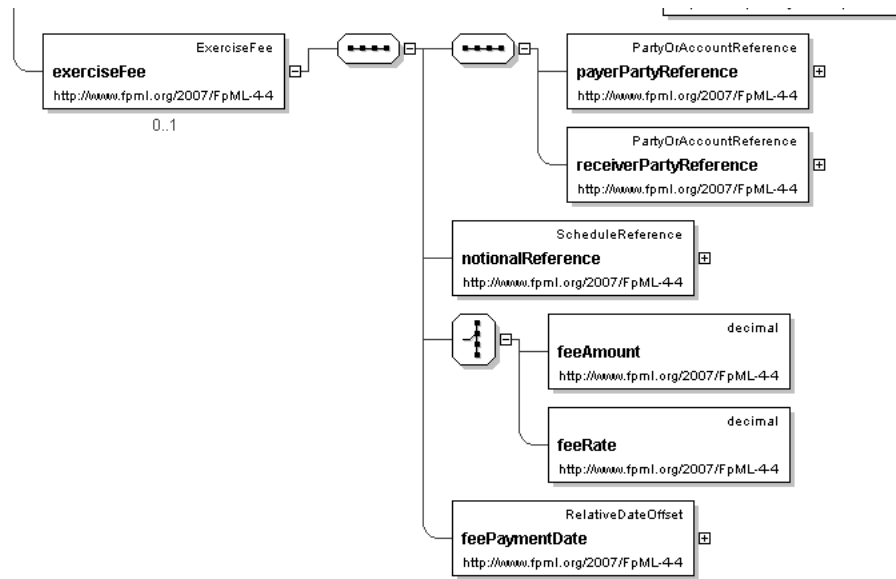 ExerciseFee
exerciseFee
http://www.fpml.org/2007/FpML-4-4
0..1
PartyOrAccountReference
payerPartyReference
http://www.fpml.org/2007/FpML-4-4
PartyOrAccountReference
receiverPartyReference
http://www.fpml.org/2007/FpML-4-4
ScheduleReference
notionalReference
http://www.fpml.org/2007/FpML-4-4
decimal
feeAmount
http://www.fpml.org/2007/FpML-4-4
decimal
feeRate
http://www.fpml.org/2007/FpML-4-4
RelativeDateOffset
feePaymentDate
http://www.fpml.org/2007/FpML-4-4